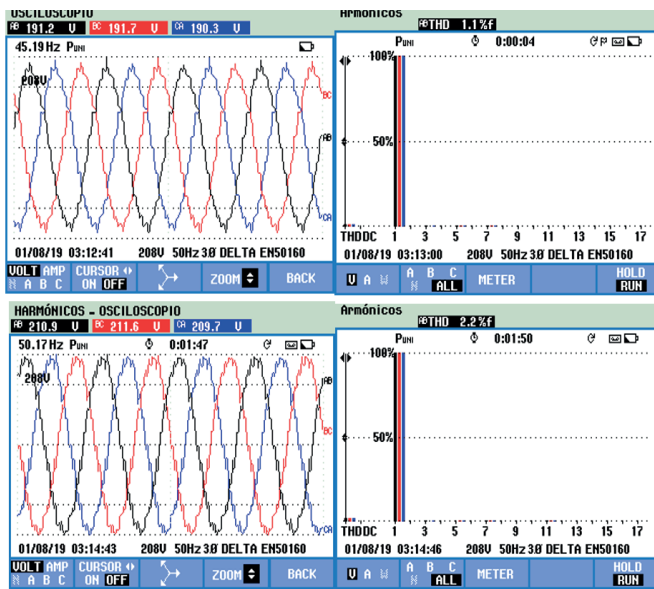 OSCILOSCOPIO
AB 191.2 V BC 191.7 V CA 190.3 V
45.19 Hz PUNI
208V
BC
AB
CA
01/08/19 03:12:41 208V 50Hz 3Ø DELTA EN50160
VOLT AMP CURSOR ZOOM BACK
N A B C ON OFF
Armónicos
AB THD 1.1%f
PUNI 0:00:04
100%
50%
THDDC 1 3 5 7 9 11 13 15 17
01/08/19 03:13:00 208V 50Hz 3Ø DELTA EN50160
V A W A B C METER HOLD
N ALL RUN
HARMÓNICOS - OSCILOSCOPIO
AB 210.9 V BC 211.6 V CA 209.7 V
50.17 Hz PUNI 0:01:47
208V
AB
BC
CA
01/08/19 03:14:43 208V 50Hz 3Ø DELTA EN50160
VOLT AMP CURSOR ZOOM BACK
N A B C ON OFF
Armónicos
AB THD 2.2%f
PUNI 0:01:50
100%
50%
THDDC 1 3 5 7 9 11 13 15 17
01/08/19 03:14:46 208V 50Hz 3Ø DELTA EN50160
V A W A B C METER HOLD
N ALL RUN